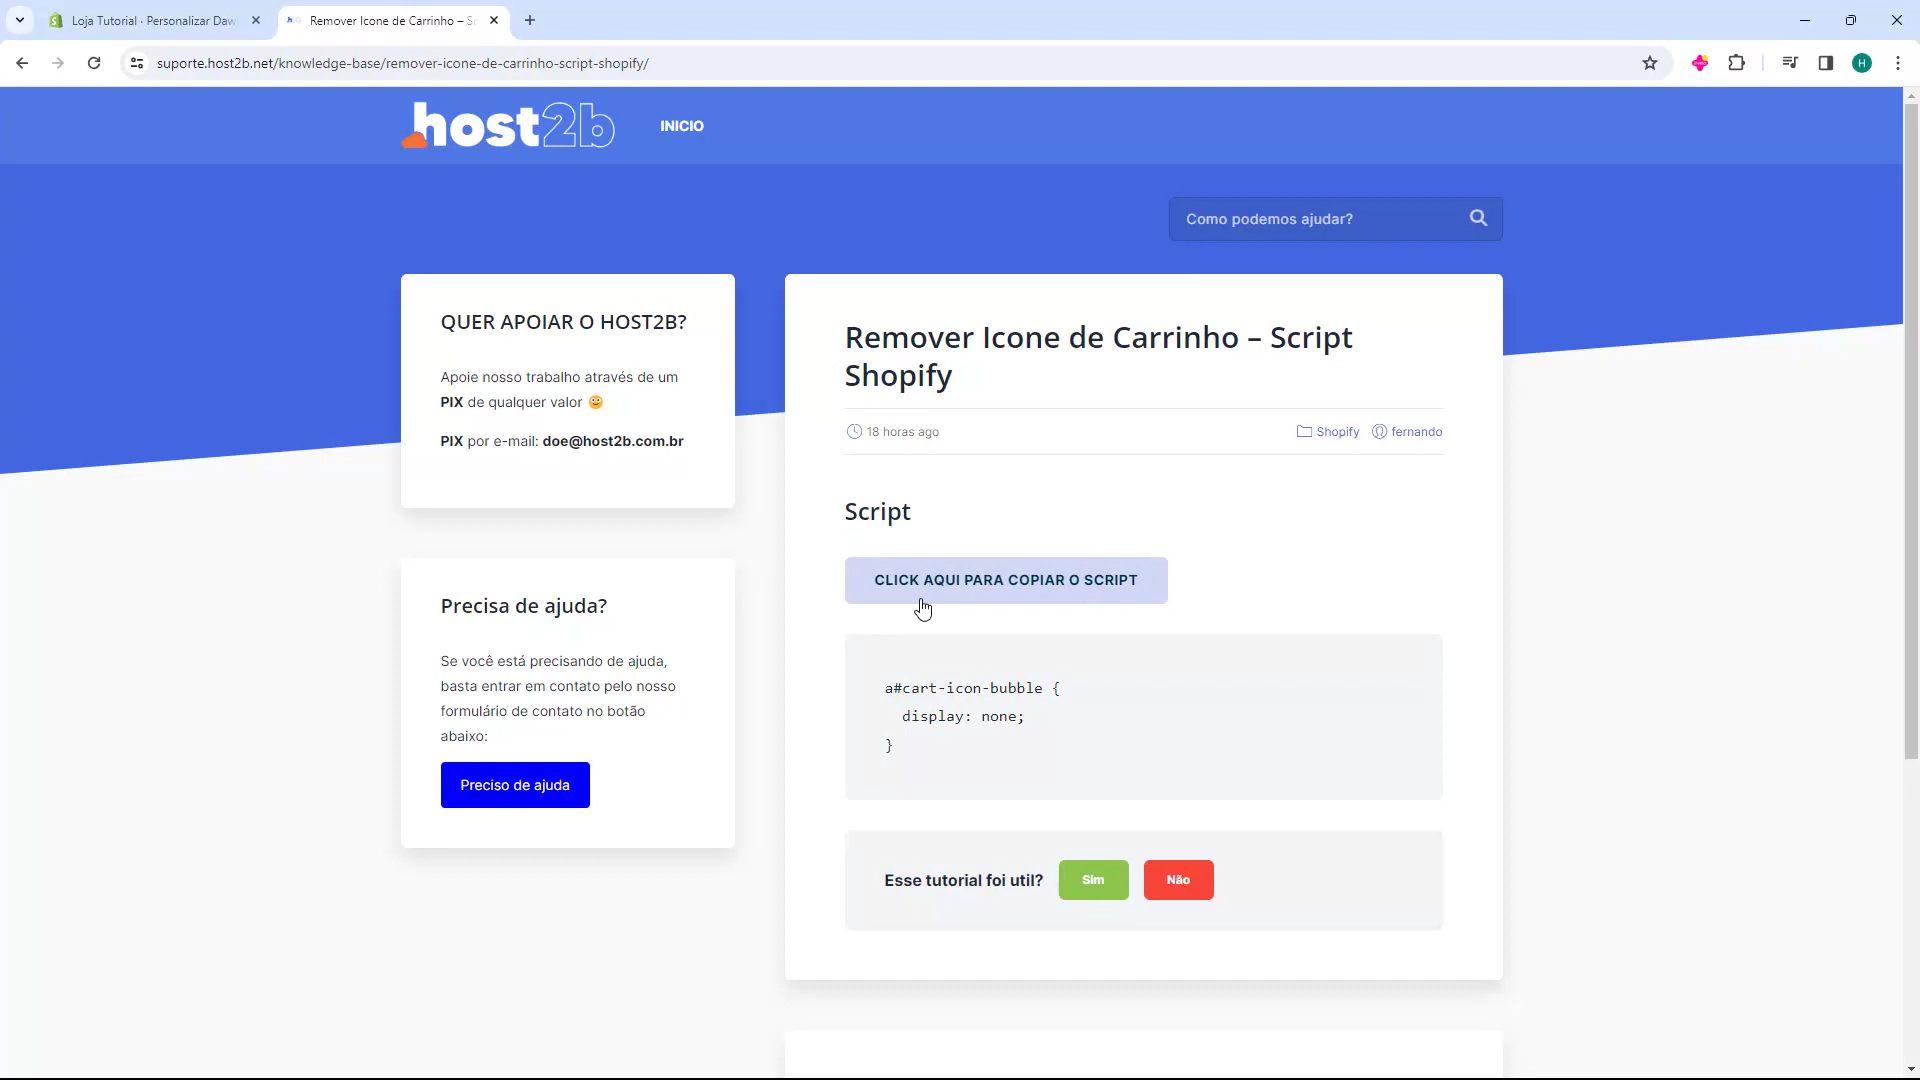 Loja Tutorial · Personalizar Daw
Remover Icone de Carrinho – Sc
suporte.host2b.net/knowledge-base/remover-icone-de-carrinho-script-shopify/
H
host2b
INICIO
Como podemos ajudar?
QUER APOIAR O HOST2B?
Apoie nosso trabalho através de um
PIX de qualquer valor
PIX por e-mail: doe@host2b.com.br
Precisa de ajuda?
Se você está precisando de ajuda,
basta entrar em contato pelo nosso
formulário de contato no botão
abaixo:
Preciso de ajuda
Remover Icone de Carrinho – Script
Shopify
18 horas ago
Shopify
fernando
Script
CLICK AQUI PARA COPIAR O SCRIPT
a#cart-icon-bubble {
display: none;
}
Esse tutorial foi util?
Sim
Não